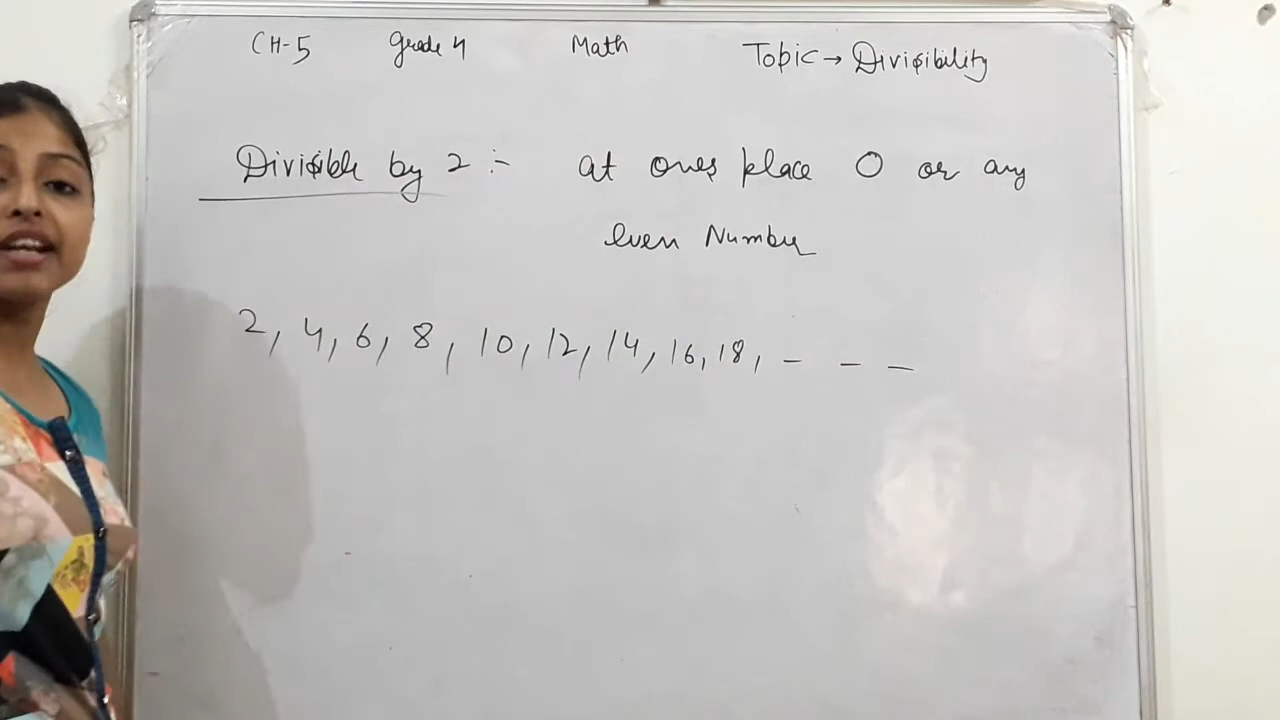 CH-5 Grade 4 Math Topic → Divisibility
Divisible by 2 :- at ones place 0 or any
even Number
2, 4, 6, 8, 10, 12, 14, 16, 18, - - -